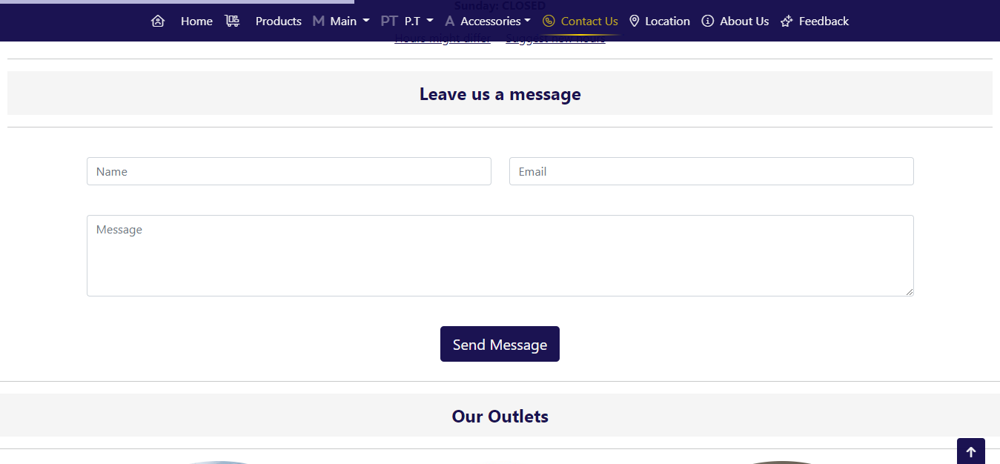 Sunday: CLOSED
Home Products M Main PT P.T A Accessories Contact Us Location About Us Feedback
Hours might differ Suggest new hours
Leave us a message
Name Email
Message
Send Message
Our Outlets